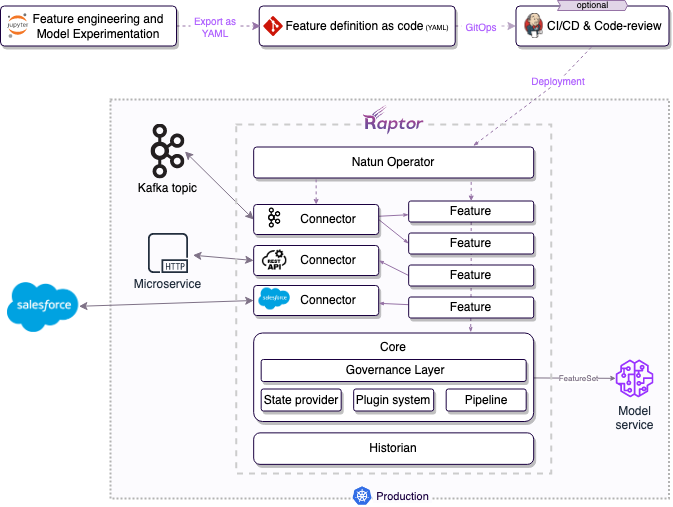 optional
jupyter
Feature engineering and
Model Experimentation
Export as
YAML
Feature definition as code (YAML)
GitOps
CI/CD & Code-review
Deployment
Raptor
Natun Operator
Kafka topic
Connector
Feature
Feature
HTTP
Microservice
REST
API
Connector
Feature
salesforce
salesforce
Connector
Feature
Core
Governance Layer
State provider
Plugin system
Pipeline
FeatureSet
Model
service
Historian
Production